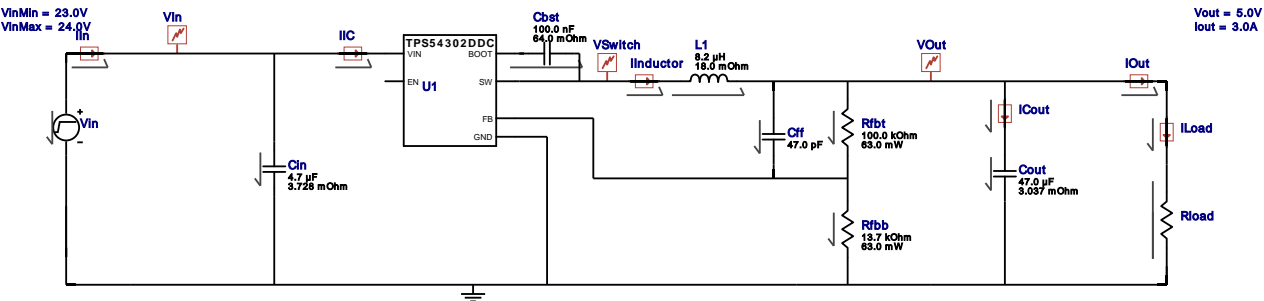 VinMin = 23.0V
VinMax = 24.0V
Iin
Vin
IIC
TPS54302DDC
VIN
BOOT
EN
U1
SW
FB
GND
Cbst
100.0 nF
64.0 mOhm
VSwitch
IInductor
L1
8.2 µH
18.0 mOhm
VOut
IOut
Vout = 5.0V
Iout = 3.0A
+
Vin
-
Cin
4.7 µF
3.728 mOhm
Cff
47.0 pF
Rfbt
100.0 kOhm
63.0 mW
Rfbb
13.7 kOhm
63.0 mW
ICout
Cout
47.0 µF
3.037 mOhm
ILoad
Rload